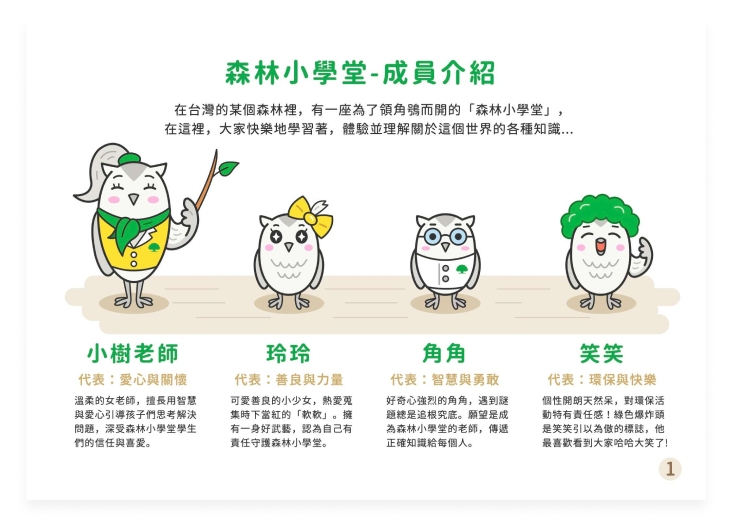 森林小學堂-成員介紹
在台灣的某個森林裡，有一座為了領角鴞而開的「森林小學堂」，
在這裡，大家快樂地學習著，體驗並理解關於這個世界的各種知識...
小樹老師
代表：愛心與關懷
溫柔的女老師，擅長用智慧
與愛心引導孩子們思考解決
問題，深受森林小學堂學生
們的信任與喜愛。
玲玲
代表：善良與力量
可愛善良的小少女，熱愛蒐
集時下當紅的「軟軟」。擁
有一身好武藝，認為自己有
責任守護森林小學堂。
角角
代表：智慧與勇敢
好奇心強烈的角角，遇到謎
題總是追根究底。願望是成
為森林小學堂的老師，傳遞
正確知識給每個人。
笑笑
代表：環保與快樂
個性開朗天然呆，對環保活
動特有責任感！綠色爆炸頭
是笑笑引以為傲的標誌，他
最喜歡看到大家哈哈大笑了!
1